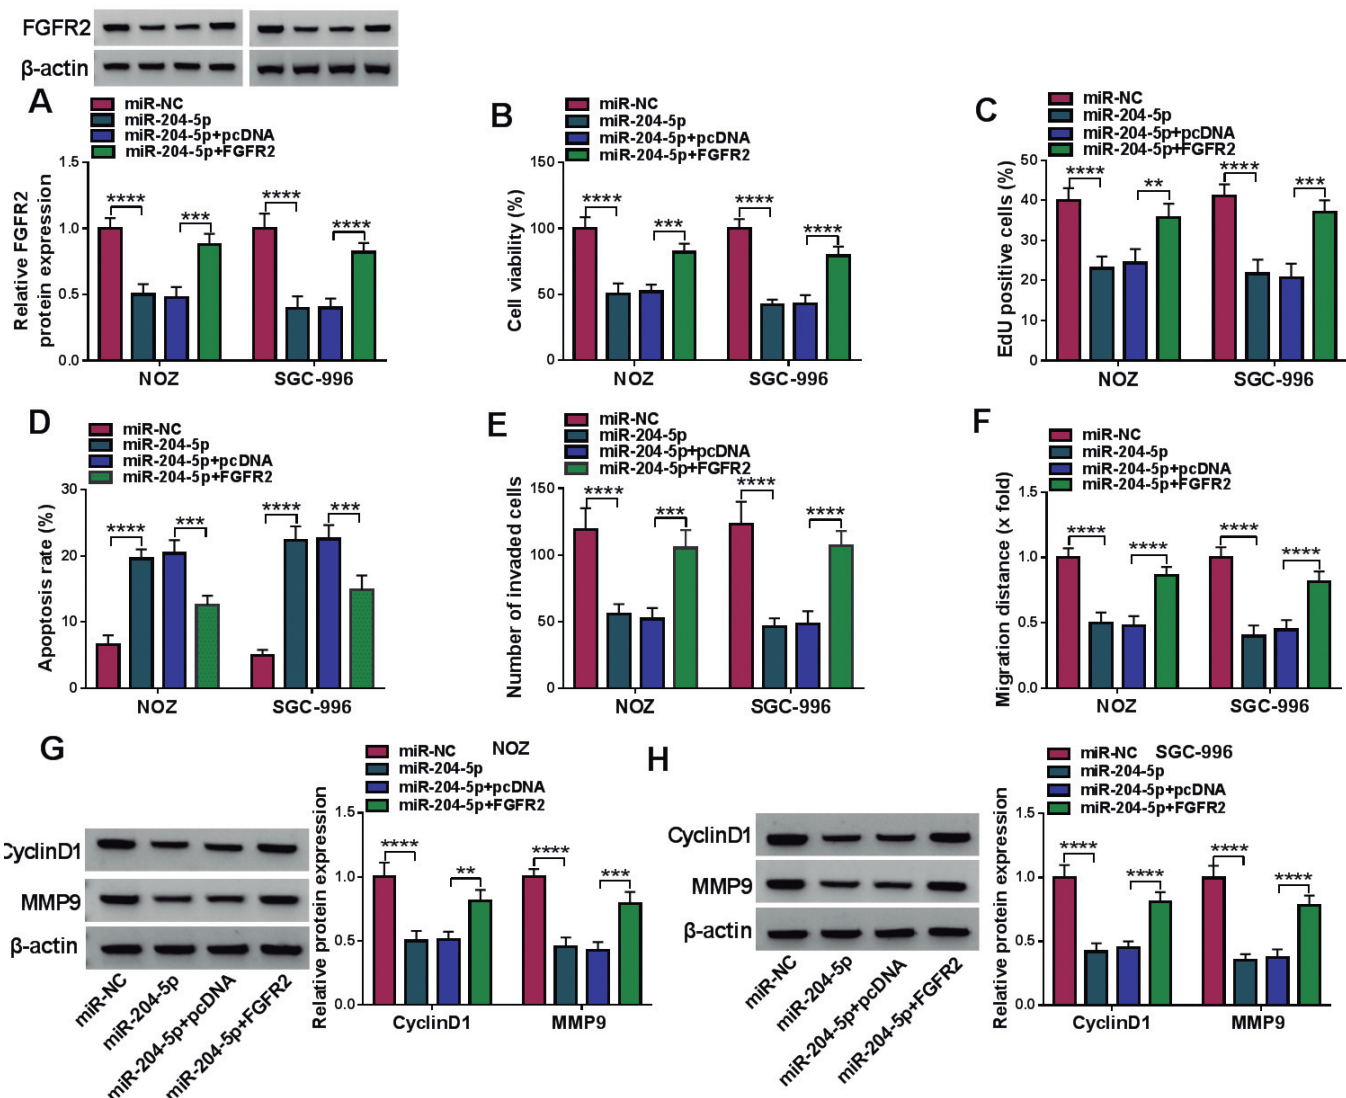 FGFR2
β-actin
A
miR-NC
miR-204-5p
miR-204-5p+pcDNA
miR-204-5p+FGFR2
Relative FGFR2
protein expression
1.5
1.0
0.5
0.0
**** *** **** ****
NOZ SGC-996
B
miR-NC
miR-204-5p
miR-204-5p+pcDNA
miR-204-5p+FGFR2
Cell viability (%)
150
100
50
0
**** *** **** ****
NOZ SGC-996
C
miR-NC
miR-204-5p
miR-204-5p+pcDNA
miR-204-5p+FGFR2
EdU positive cells (%)
50
40
30
20
10
0
**** ** **** ***
NOZ SGC-996
D
miR-NC
miR-204-5p
miR-204-5p+pcDNA
miR-204-5p+FGFR2
Apoptosis rate (%)
30
20
10
0
**** *** **** ***
NOZ SGC-996
E
miR-NC
miR-204-5p
miR-204-5p+pcDNA
miR-204-5p+FGFR2
Number of invaded cells
150
100
50
0
**** *** **** ****
NOZ SGC-996
F
miR-NC
miR-204-5p
miR-204-5p+pcDNA
miR-204-5p+FGFR2
Migration distance (x fold)
1.5
1.0
0.5
0.0
**** **** **** ****
NOZ SGC-996
G
CyclinD1
MMP9
β-actin
miR-NC
miR-204-5p
miR-204-5p+pcDNA
miR-204-5p+FGFR2
miR-NC NOZ
miR-204-5p
miR-204-5p+pcDNA
miR-204-5p+FGFR2
Relative protein expression
1.5
1.0
0.5
0.0
**** ** **** ***
CyclinD1 MMP9
H
CyclinD1
MMP9
β-actin
miR-NC
miR-204-5p
miR-204-5p+pcDNA
miR-204-5p+FGFR2
miR-NC SGC-996
miR-204-5p
miR-204-5p+pcDNA
miR-204-5p+FGFR2
Relative protein expression
1.5
1.0
0.5
0.0
**** **** **** ****
CyclinD1 MMP9